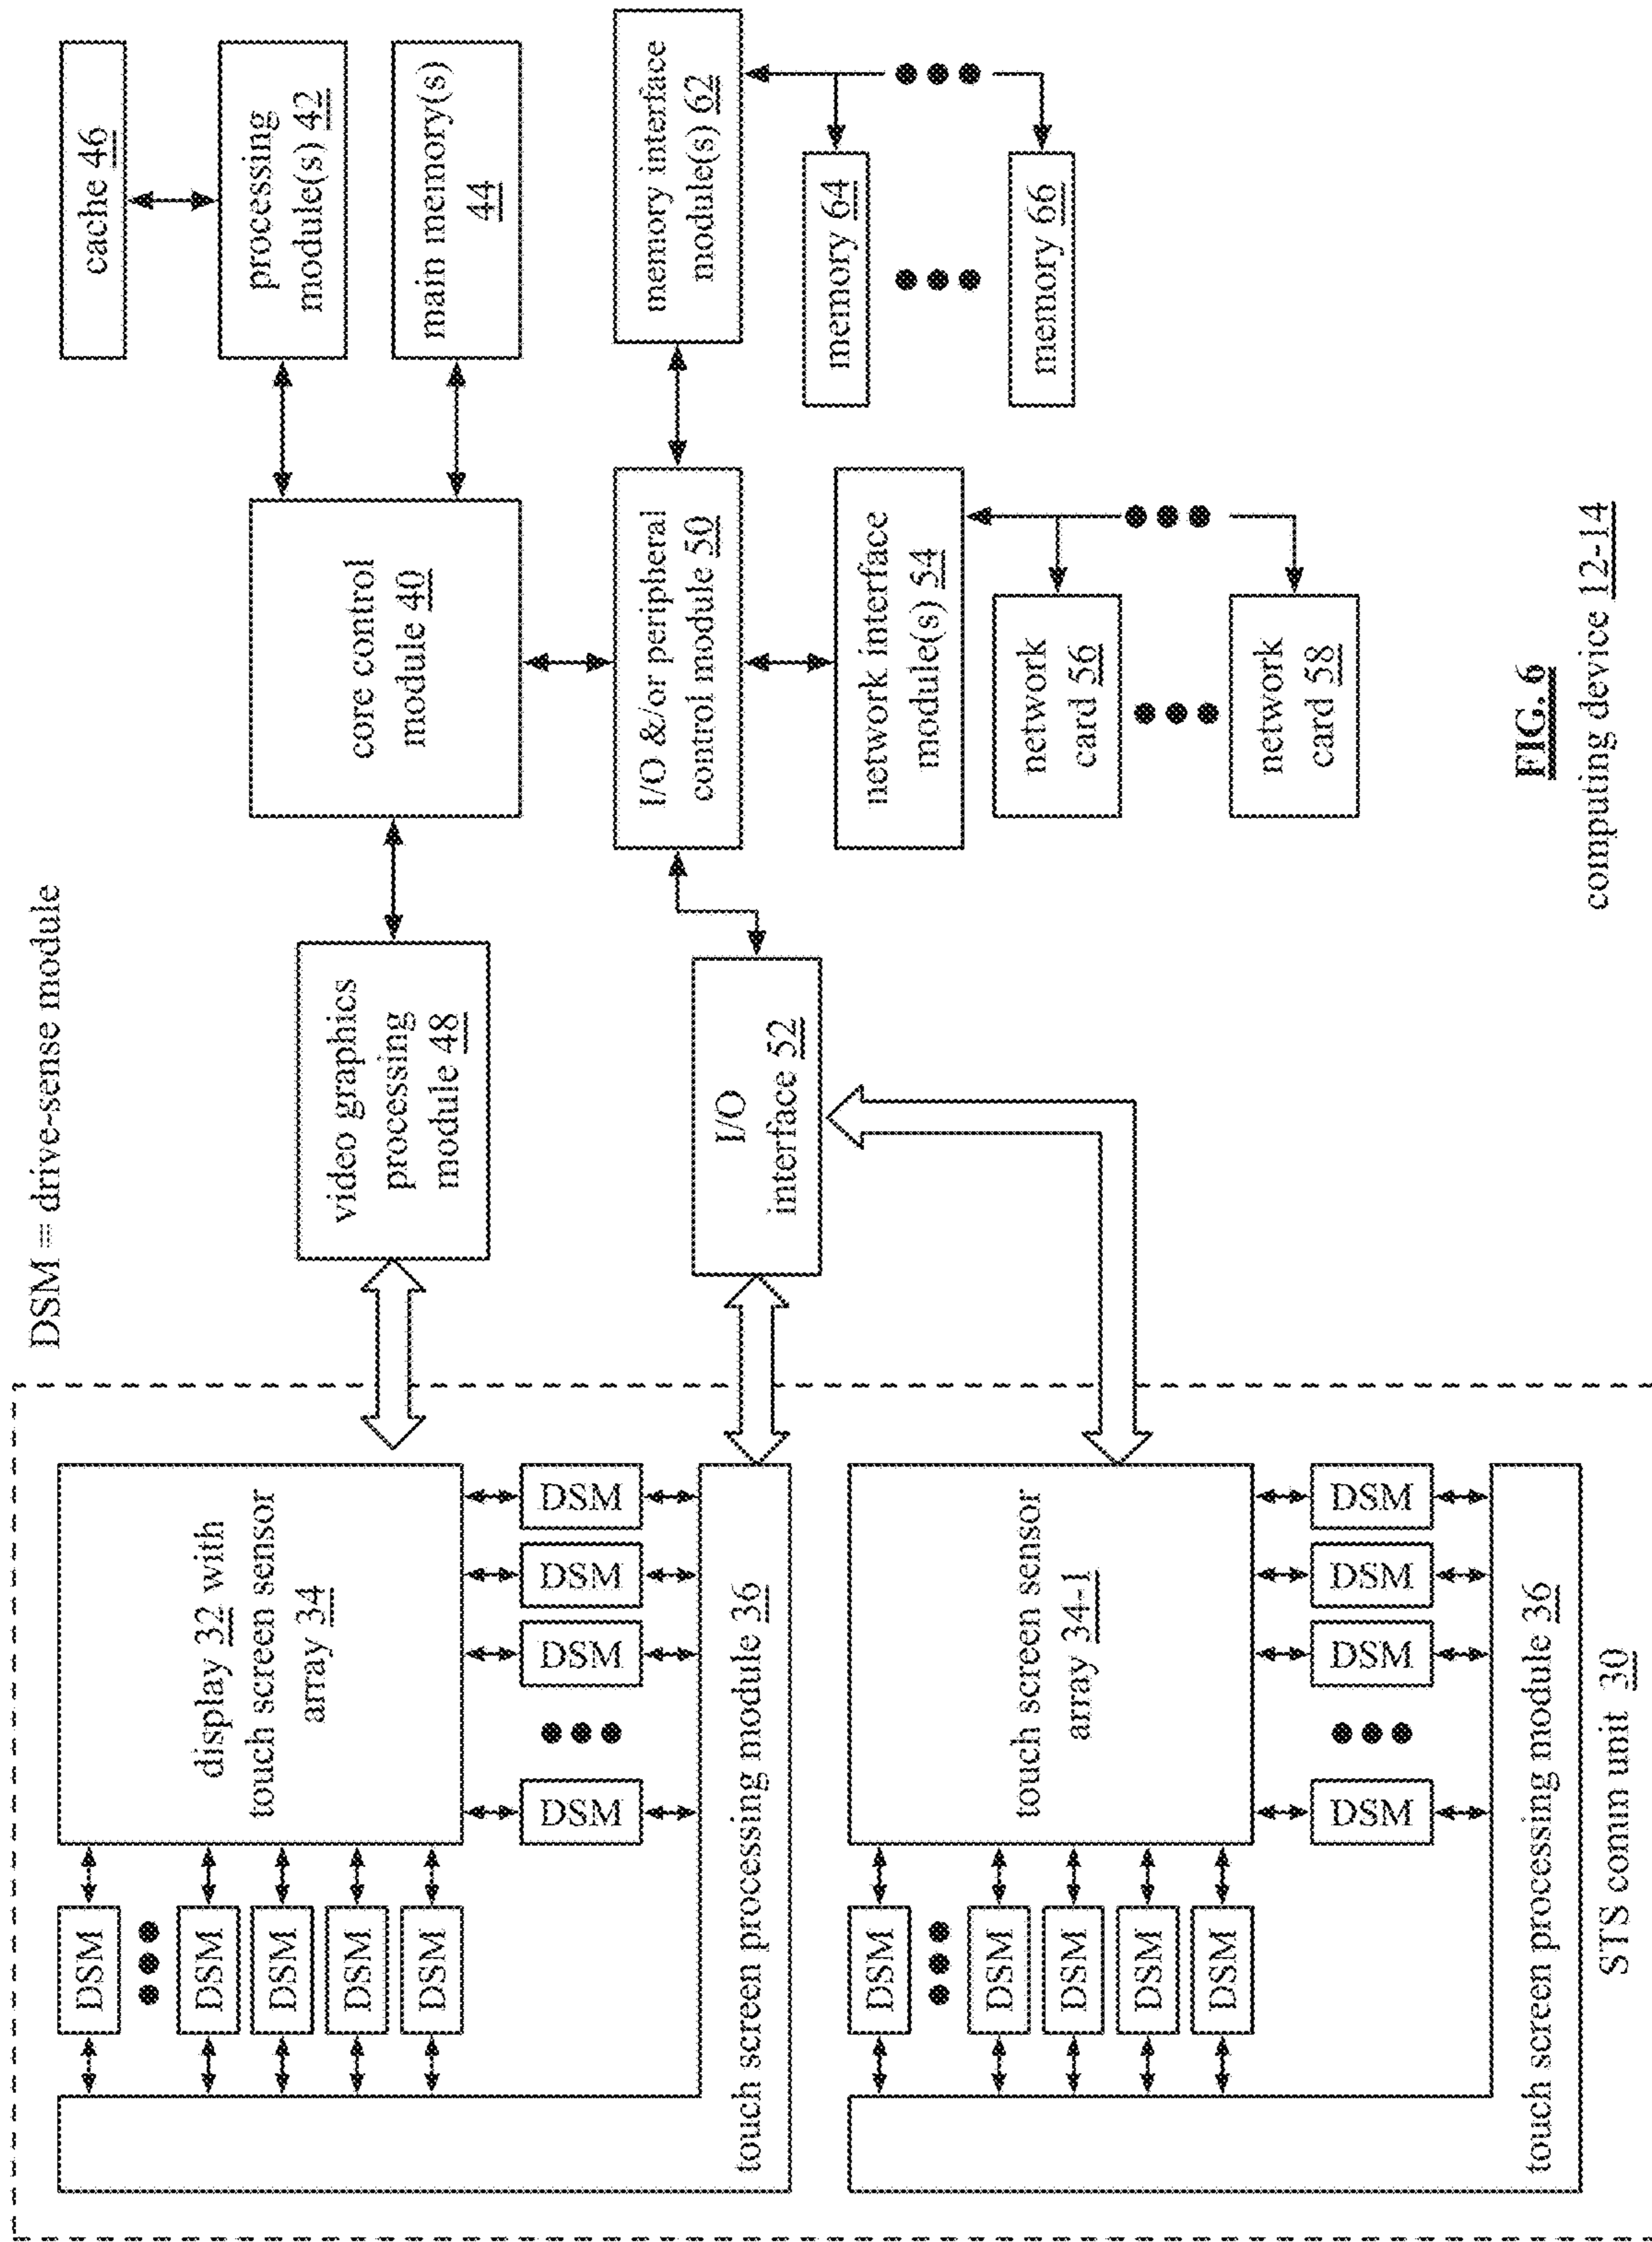 DSM = drive-sense module
cache 46
processing
module(s) 42
main memory(s)
44
core control
module 40
video graphics
processing
module 48
display 32 with
touch screen sensor
array 34
DSM
DSM
DSM
DSM
DSM
DSM
DSM
DSM
DSM
touch screen processing module 36
I/O &/or peripheral
control module 50
memory interface
module(s) 62
memory 64
memory 66
I/O
interface 52
network interface
module(s) 54
network
card 56
network
card 58
touch screen sensor
array 34-1
DSM
DSM
DSM
DSM
DSM
DSM
DSM
DSM
DSM
touch screen processing module 36
STS comm unit 30
FIG. 6
computing device 12-14